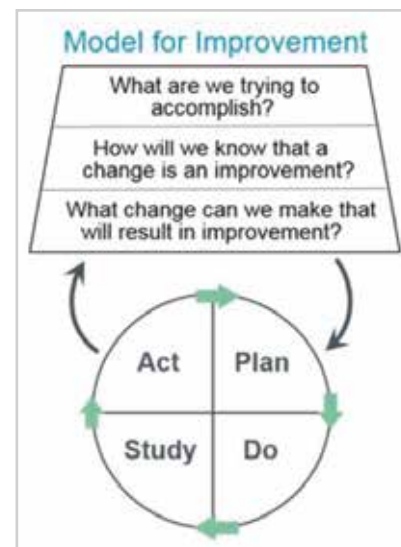 Model for Improvement
What are we trying to
accomplish?
How will we know that a
change is an improvement?
What change can we make that
will result in improvement?
Act
Plan
Study
Do